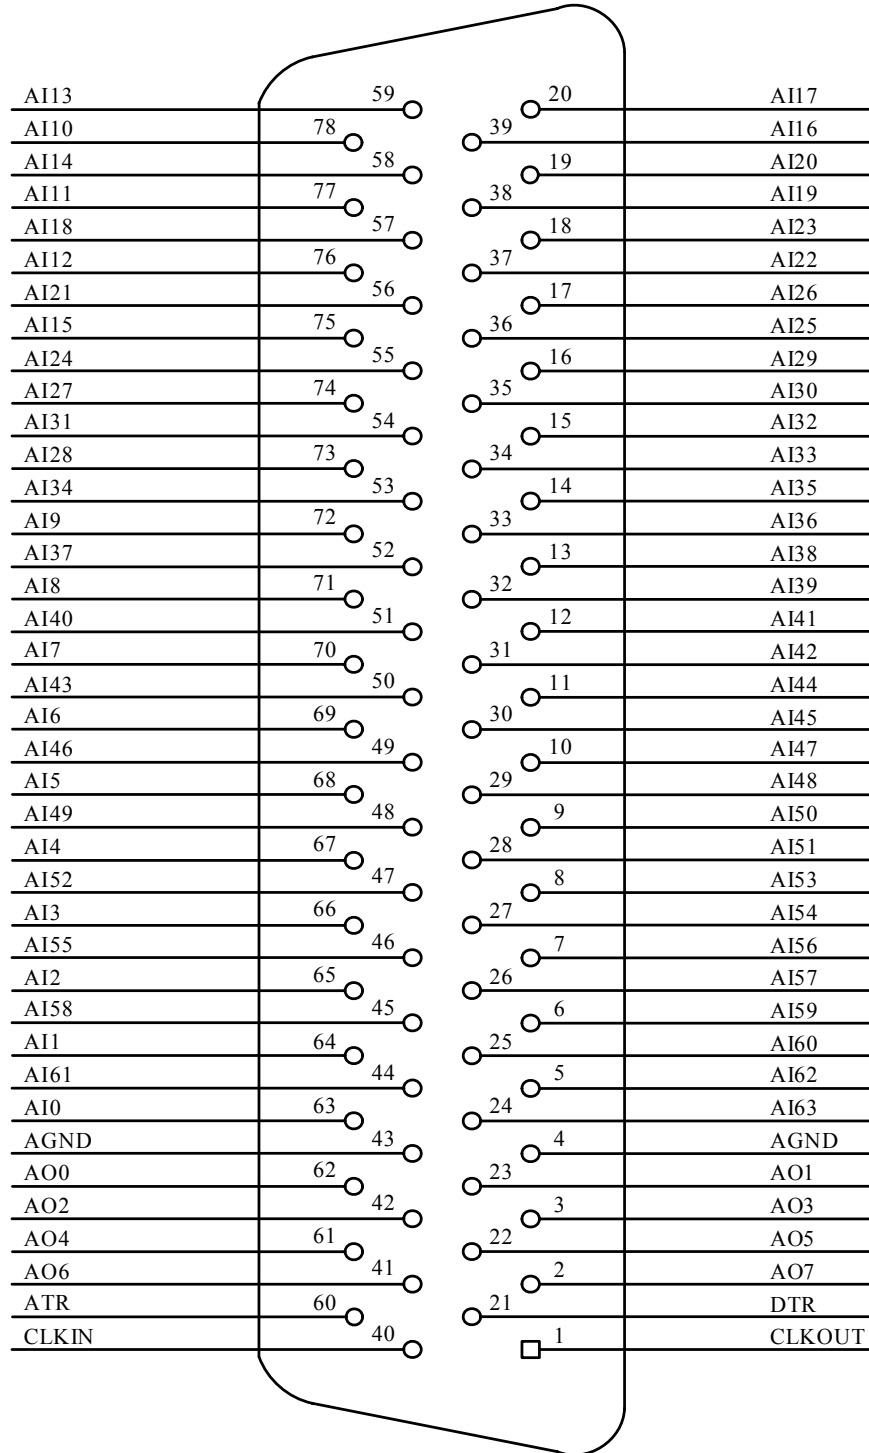 AI13 59 20 AI17
AI10 78 39 AI16
AI14 58 19 AI20
AI11 77 38 AI19
AI18 57 18 AI23
AI12 76 37 AI22
AI21 56 17 AI26
AI15 75 36 AI25
AI24 55 16 AI29
AI27 74 35 AI30
AI31 54 15 AI32
AI28 73 34 AI33
AI34 53 14 AI35
AI9 72 33 AI36
AI37 52 13 AI38
AI8 71 32 AI39
AI40 51 12 AI41
AI7 70 31 AI42
AI43 50 11 AI44
AI6 69 30 AI45
AI46 49 10 AI47
AI5 68 29 AI48
AI49 48 9 AI50
AI4 67 28 AI51
AI52 47 8 AI53
AI3 66 27 AI54
AI55 46 7 AI56
AI2 65 26 AI57
AI58 45 6 AI59
AI1 64 25 AI60
AI61 44 5 AI62
AI0 63 24 AI63
AGND 43 4 AGND
AO0 62 23 AO1
AO2 42 3 AO3
AO4 61 22 AO5
AO6 41 2 AO7
ATR 60 21 DTR
CLKIN 40 1 CLKOUT